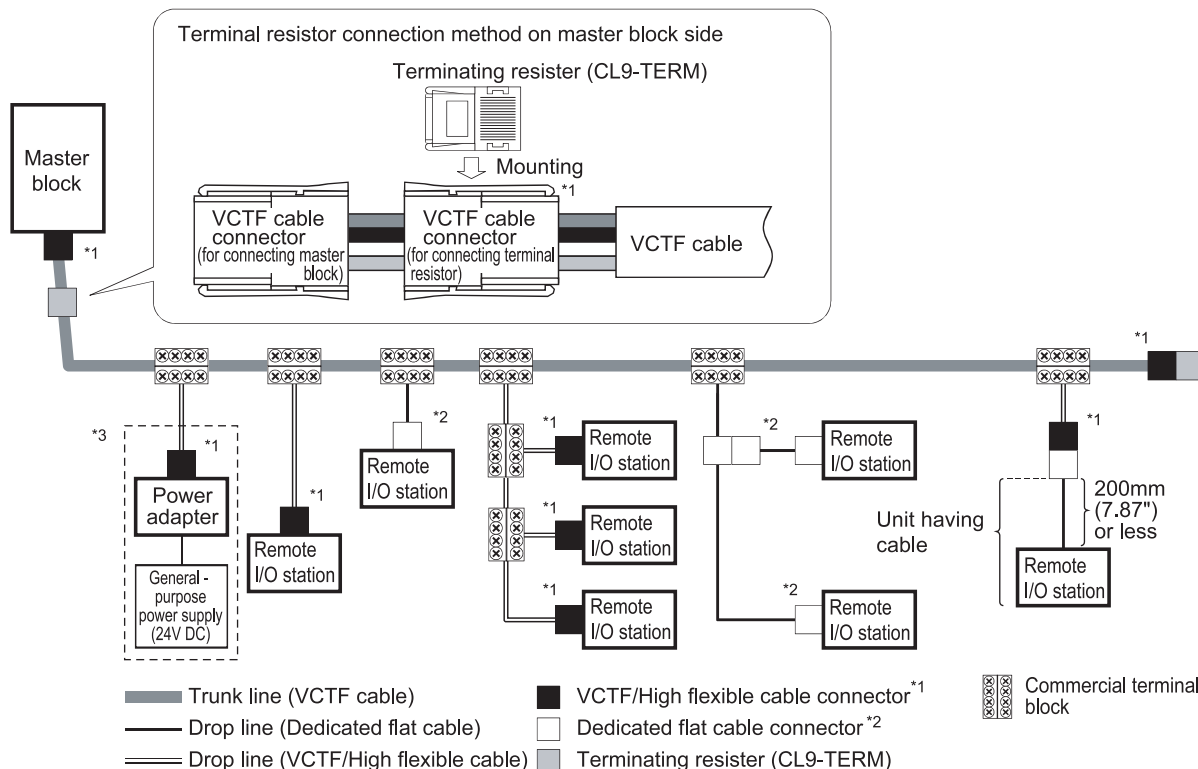 Terminal resistor connection method on master block side
Terminating resister (CL9-TERM)
Mounting
*1
VCTF cable
connector
(for connecting master
block)
VCTF cable
connector
(for connecting terminal
resistor)
VCTF cable
Master
block
*1
*1
*3
*1
Power
adapter
General -
purpose
power supply
(24V DC)
*1
Remote
I/O station
*2
Remote
I/O station
*1
Remote
I/O station
*1
Remote
I/O station
*1
Remote
I/O station
*2
Remote
I/O station
*2
Remote
I/O station
*1
Unit having
cable
200mm
(7.87")
or less
Remote
I/O station
Trunk line (VCTF cable)
Drop line (Dedicated flat cable)
Drop line (VCTF/High flexible cable)
VCTF/High flexible cable connector*1
Dedicated flat cable connector*2
Terminating resister (CL9-TERM)
Commercial terminal
block